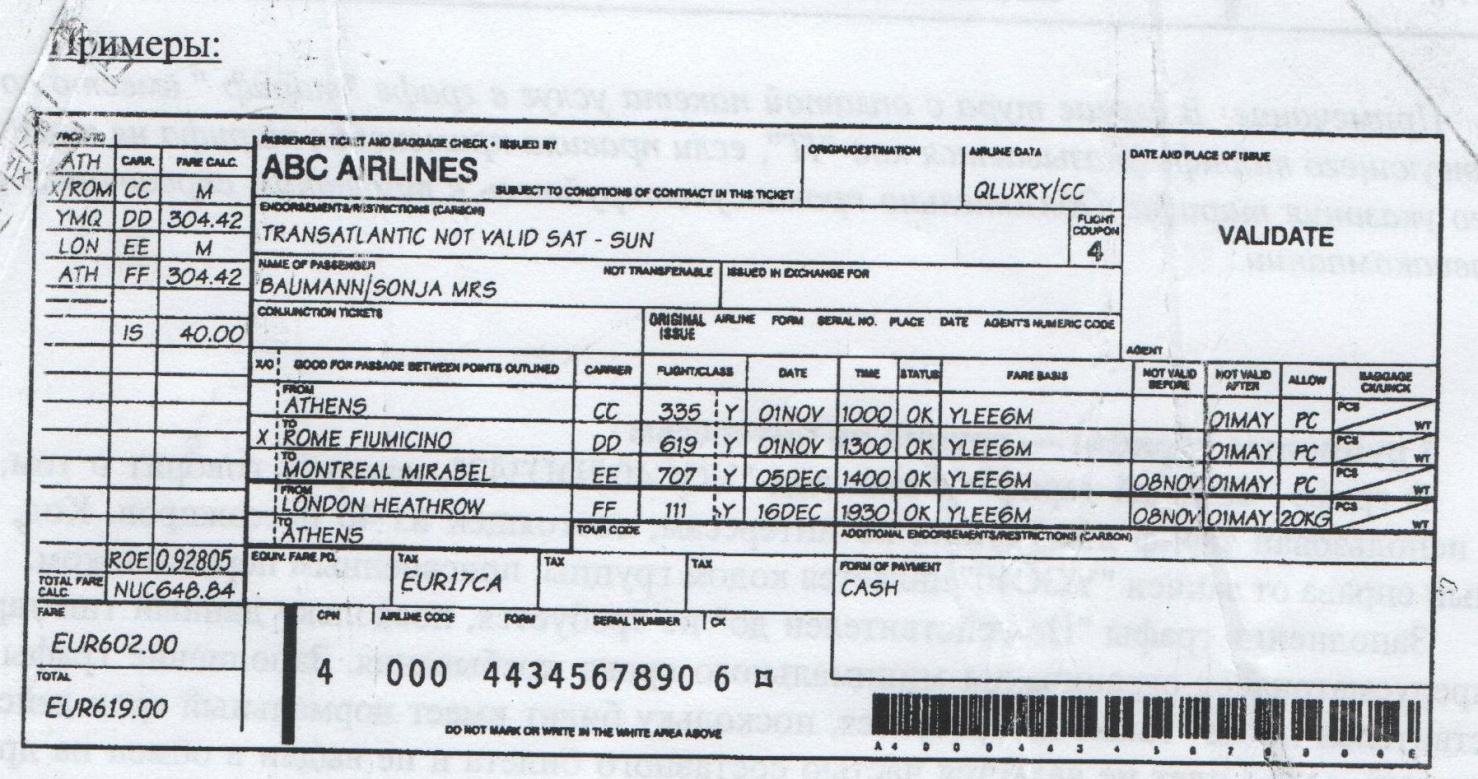 Примеры:
FROM/TO CARR. FARE CALC. PASSENGER TICKET AND BAGGAGE CHECK - ISSUED BY ORIGIN/DESTINATION AIRLINE DATA DATE AND PLACE OF ISSUE
ATH
ABC AIRLINES
SUBJECT TO CONDITIONS OF CONTRACT IN THIS TICKET QLUXRY/CC
X/ROM CC M
ENDORSEMENTS/RESTRICTIONS (CARBON) FLIGHT COUPON
YMQ DD 304.42 TRANSATLANTIC NOT VALID SAT - SUN 4 VALIDATE
LON EE M
NAME OF PASSENGER NOT TRANSFERABLE ISSUED IN EXCHANGE FOR
ATH FF 304.42 BAUMANN/SONJA MRS
CONJUNCTION TICKETS ORIGINAL ISSUE AIRLINE FORM SERIAL NO. PLACE DATE AGENT'S NUMERIC CODE
IS 40.00
AGENT
X/O GOOD FOR PASSAGE BETWEEN POINTS OUTLINED CARRIER FLIGHT/CLASS DATE TIME STATUS FARE BASIS NOT VALID BEFORE NOT VALID AFTER ALLOW BAGGAGE CK/UNCK
FROM ATHENS CC 335 Y 01NOV 1000 OK YLEE6M 01MAY PC PCS WT
X TO ROME FIUMICINO DD 619 Y 01NOV 1300 OK YLEE6M 01MAY PC PCS WT
TO MONTREAL MIRABEL EE 707 Y 05DEC 1400 OK YLEE6M 08NOV 01MAY PC PCS WT
FROM LONDON HEATHROW FF 111 Y 16DEC 1930 OK YLEE6M 08NOV 01MAY 20KG PCS WT
TO ATHENS TOUR CODE ADDITIONAL ENDORSEMENTS/RESTRICTIONS (CARBON)
ROE 0.92805 EQUIV. FARE PD. TAX TAX TAX FORM OF PAYMENT
TOTAL FARE CALC. NUC648.84 EUR17CA CASH
FARE CPN AIRLINE CODE FORM SERIAL NUMBER CK
EUR602.00
TOTAL 4 000 4434567890 6
EUR619.00
DO NOT MARK OR WRITE IN THE WHITE AREA ABOVE